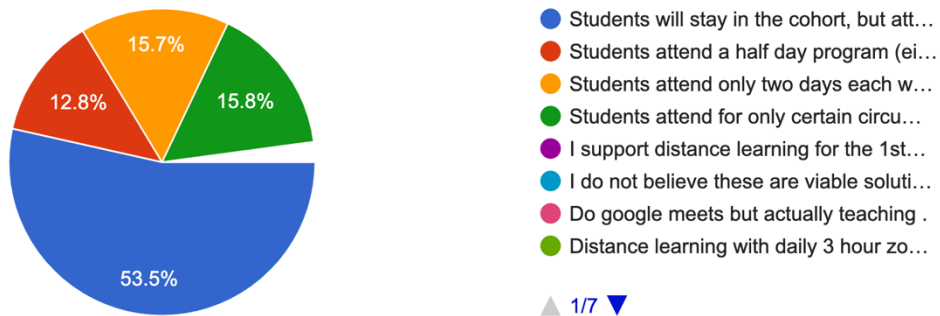 15.7%
12.8%
15.8%
53.5%
Students will stay in the cohort, but att…
Students attend a half day program (ei…
Students attend only two days each w…
Students attend for only certain circu…
I support distance learning for the 1st…
I do not believe these are viable soluti…
Do google meets but actually teaching .
Distance learning with daily 3 hour zo…
1/7